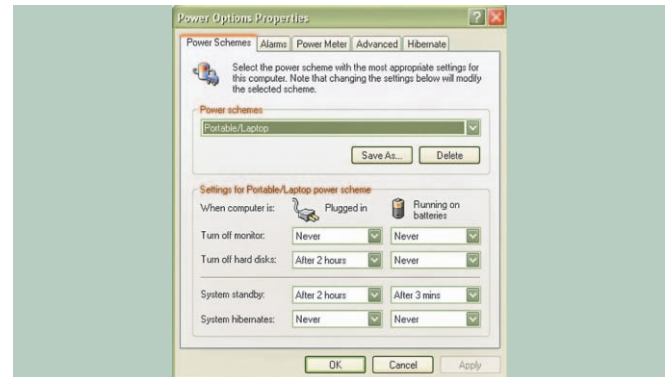 Power Options Properties
Power Schemes Alarms Power Meter Advanced Hibernate
Select the power scheme with the most appropriate settings for
this computer. Note that changing the settings below will modify
the selected scheme.
Power schemes
Portable/Laptop
Save As... Delete
Settings for Portable/Laptop power scheme
When computer is: Plugged in Running on
batteries
Turn off monitor: Never Never
Turn off hard disks: After 2 hours Never
System standby: After 2 hours After 3 mins
System hibernates: Never Never
OK Cancel Apply